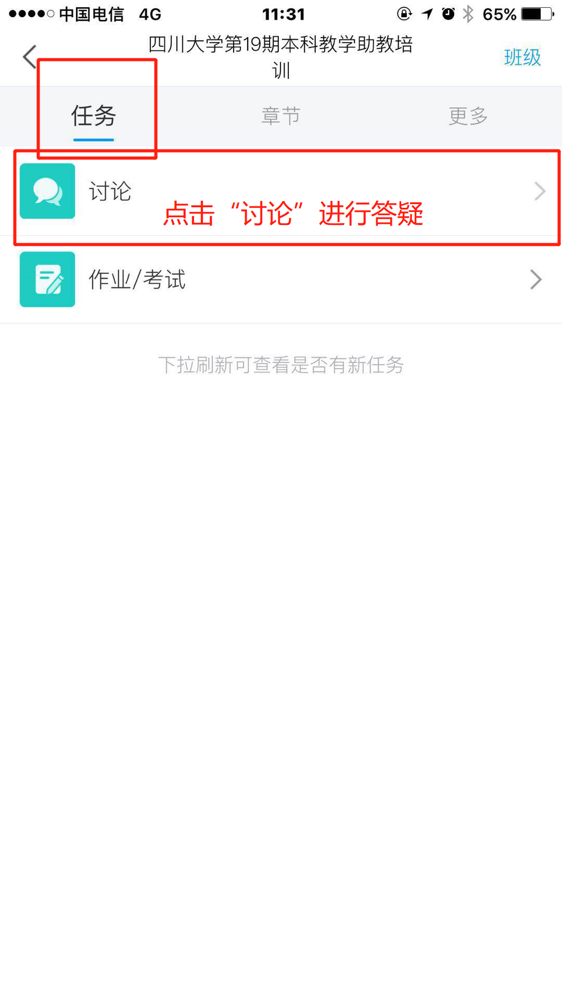 中国电信 4G 11:31 65%
四川大学第19期本科教学助教培
训
班级
任务 章节 更多
讨论
点击“讨论”进行答疑
作业/考试
下拉刷新可查看是否有新任务